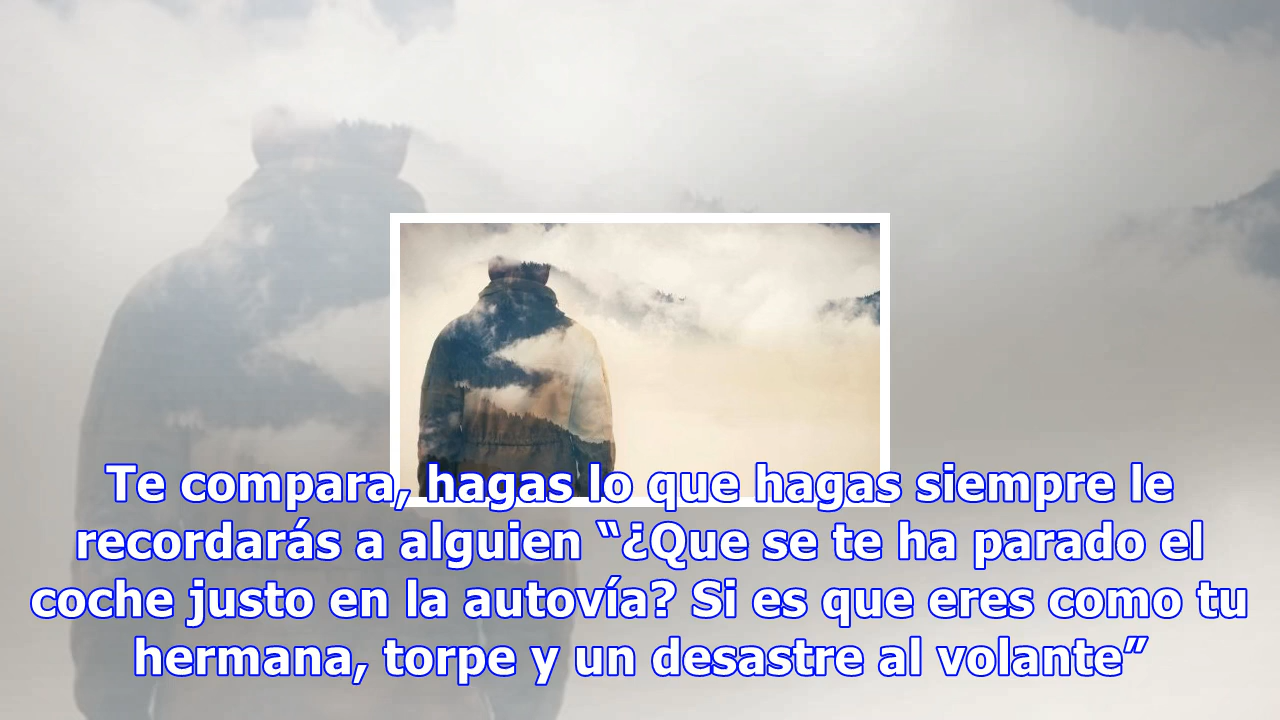 Te compara, hagas lo que hagas siempre le
recordarás a alguien “¿Que se te ha parado el
coche justo en la autovía? Si es que eres como tu
hermana, torpe y un desastre al volante”